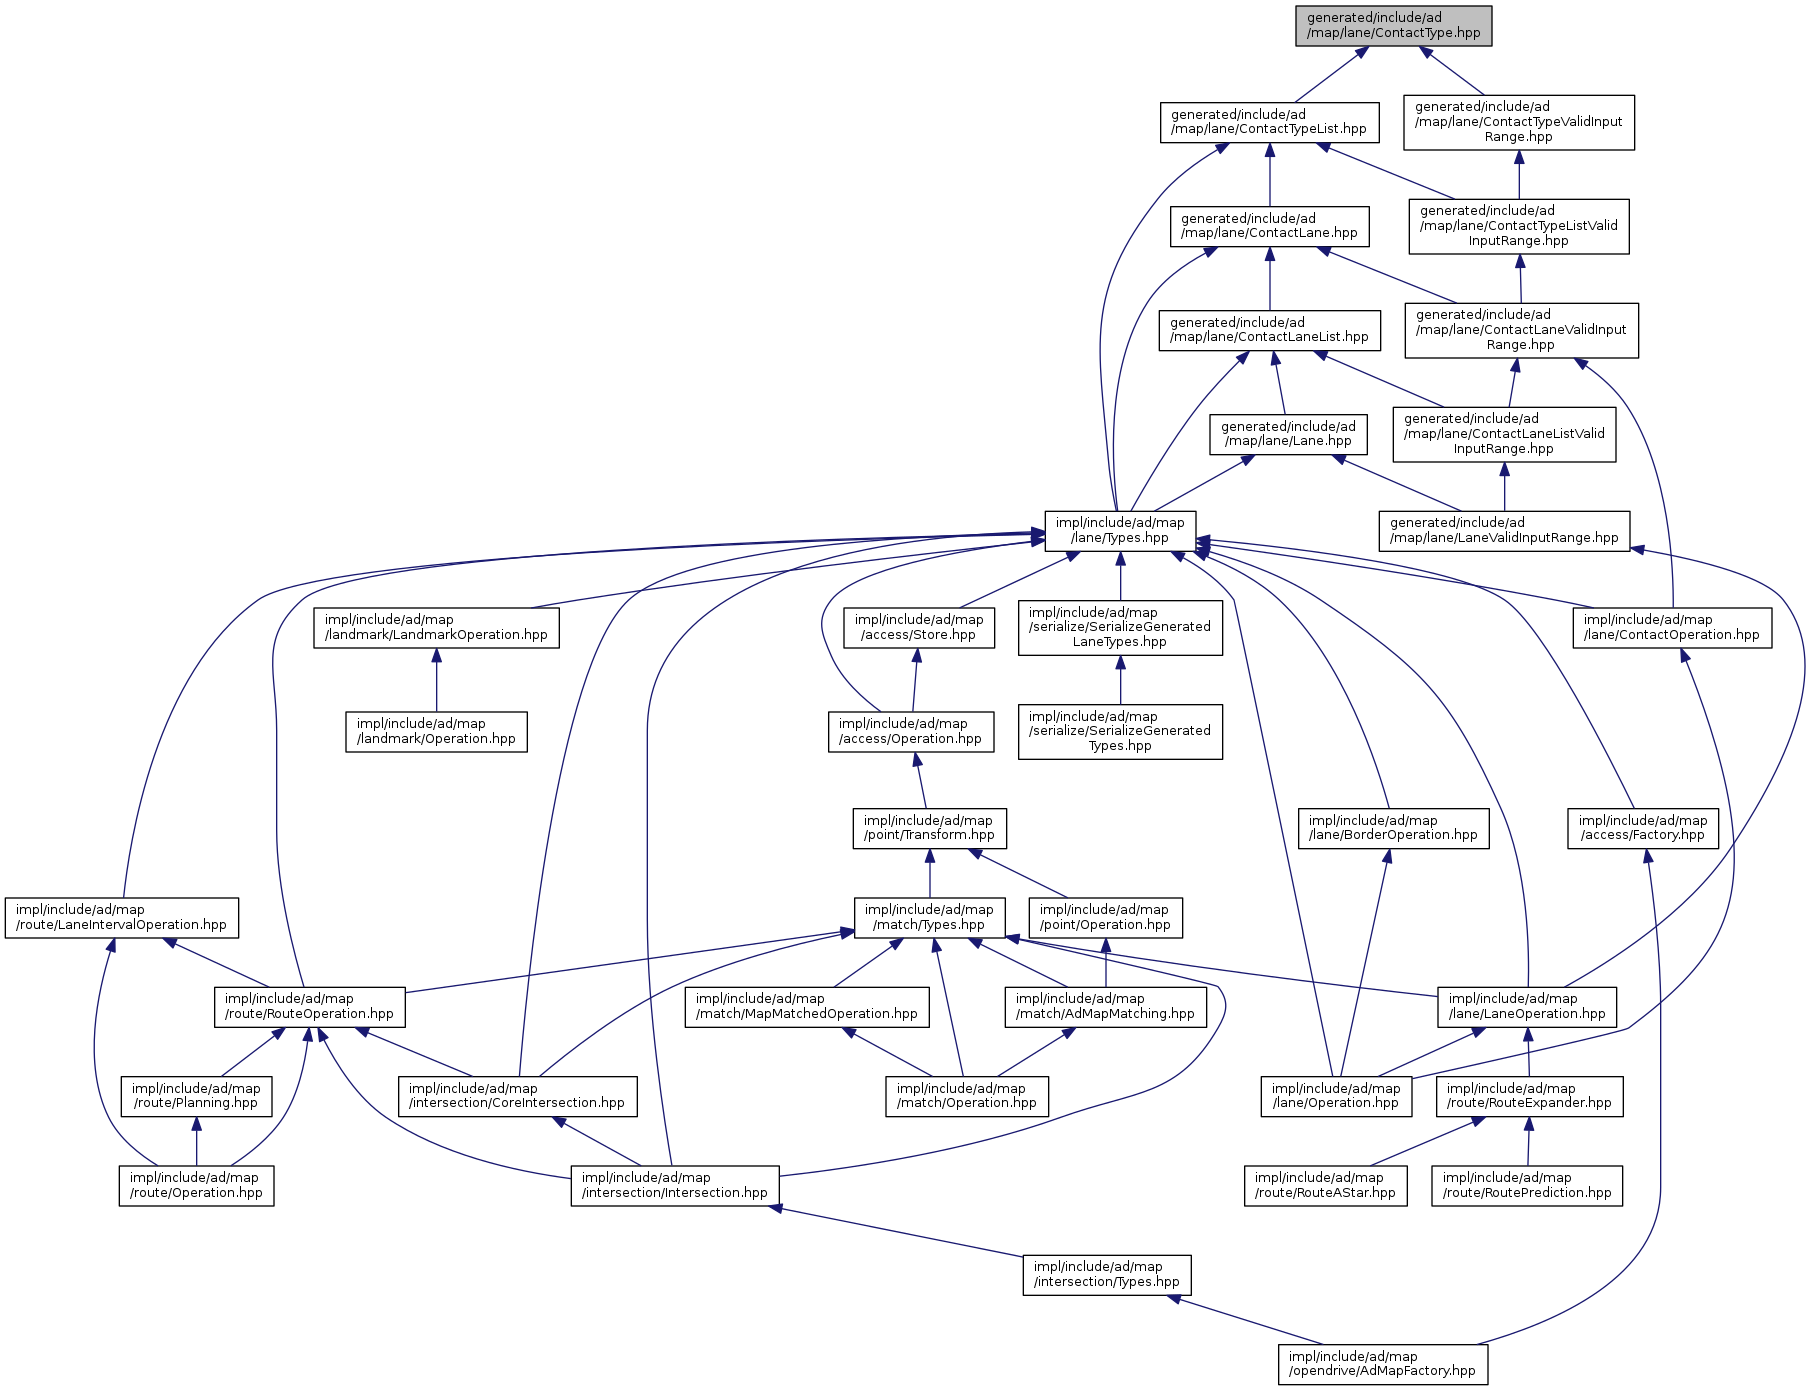 generated/include/ad
/map/lane/ContactType.hpp
generated/include/ad
/map/lane/ContactTypeList.hpp
generated/include/ad
/map/lane/ContactTypeValidInput
Range.hpp
generated/include/ad
/map/lane/ContactLane.hpp
generated/include/ad
/map/lane/ContactTypeListValid
InputRange.hpp
generated/include/ad
/map/lane/ContactLaneList.hpp
generated/include/ad
/map/lane/ContactLaneValidInput
Range.hpp
generated/include/ad
/map/lane/Lane.hpp
generated/include/ad
/map/lane/ContactLaneListValid
InputRange.hpp
impl/include/ad/map
/lane/Types.hpp
generated/include/ad
/map/lane/LaneValidInputRange.hpp
impl/include/ad/map
/landmark/LandmarkOperation.hpp
impl/include/ad/map
/access/Store.hpp
impl/include/ad/map
/serialize/SerializeGenerated
LaneTypes.hpp
impl/include/ad/map
/lane/ContactOperation.hpp
impl/include/ad/map
/landmark/Operation.hpp
impl/include/ad/map
/access/Operation.hpp
impl/include/ad/map
/serialize/SerializeGenerated
Types.hpp
impl/include/ad/map
/point/Transform.hpp
impl/include/ad/map
/lane/BorderOperation.hpp
impl/include/ad/map
/access/Factory.hpp
impl/include/ad/map
/route/LaneIntervalOperation.hpp
impl/include/ad/map
/match/Types.hpp
impl/include/ad/map
/point/Operation.hpp
impl/include/ad/map
/route/RouteOperation.hpp
impl/include/ad/map
/match/MapMatchedOperation.hpp
impl/include/ad/map
/match/AdMapMatching.hpp
impl/include/ad/map
/lane/LaneOperation.hpp
impl/include/ad/map
/route/Planning.hpp
impl/include/ad/map
/intersection/CoreIntersection.hpp
impl/include/ad/map
/match/Operation.hpp
impl/include/ad/map
/lane/Operation.hpp
impl/include/ad/map
/route/RouteExpander.hpp
impl/include/ad/map
/route/Operation.hpp
impl/include/ad/map
/intersection/Intersection.hpp
impl/include/ad/map
/route/RouteAStar.hpp
impl/include/ad/map
/route/RoutePrediction.hpp
impl/include/ad/map
/intersection/Types.hpp
impl/include/ad/map
/opendrive/AdMapFactory.hpp